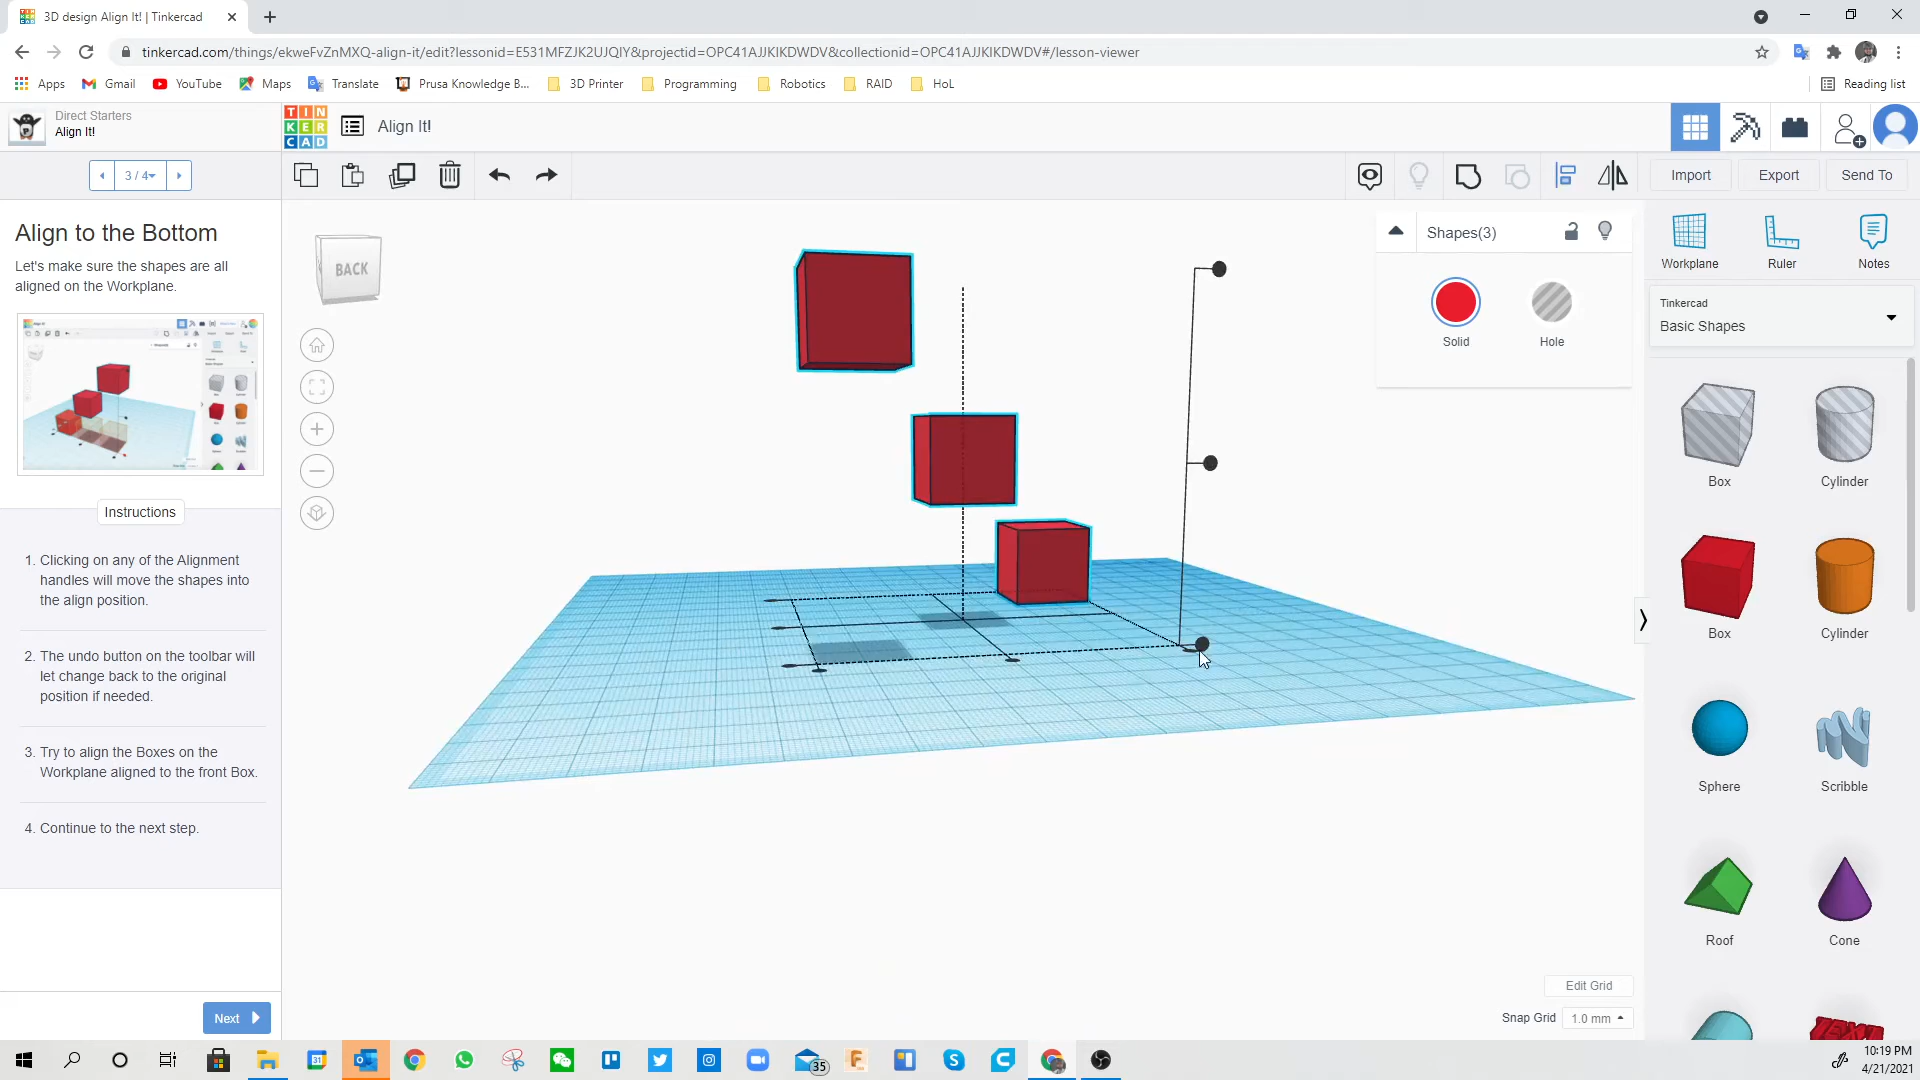 3D design Align It! | Tinkercad
tinkercad.com/things/ekweFvZnMXQ-align-it/edit?lessonid=E531MFZJK2UJQIY&projectid=OPC41AJJKIKDWDV&collectionid=OPC41AJJKIKDWDV#/lesson-viewer
Apps
Gmail
YouTube
Maps
Translate
Prusa Knowledge B...
3D Printer
Programming
Robotics
RAID
HoL
Reading list
Direct Starters
Align It!
TIN
KER
CAD
Align It!
3 / 4
Import
Export
Send To
Align to the Bottom
Let's make sure the shapes are all
aligned on the Workplane.
Instructions
1. Clicking on any of the Alignment
handles will move the shapes into
the align position.
2. The undo button on the toolbar will
let change back to the original
position if needed.
3. Try to align the Boxes on the
Workplane aligned to the front Box.
4. Continue to the next step.
Next
BACK
Shapes(3)
Solid
Hole
Edit Grid
Snap Grid
1.0 mm
Workplane
Ruler
Notes
Tinkercad
Basic Shapes
Box
Cylinder
Box
Cylinder
Sphere
Scribble
Roof
Cone
TEXT
31
35
10:19 PM
4/21/2021